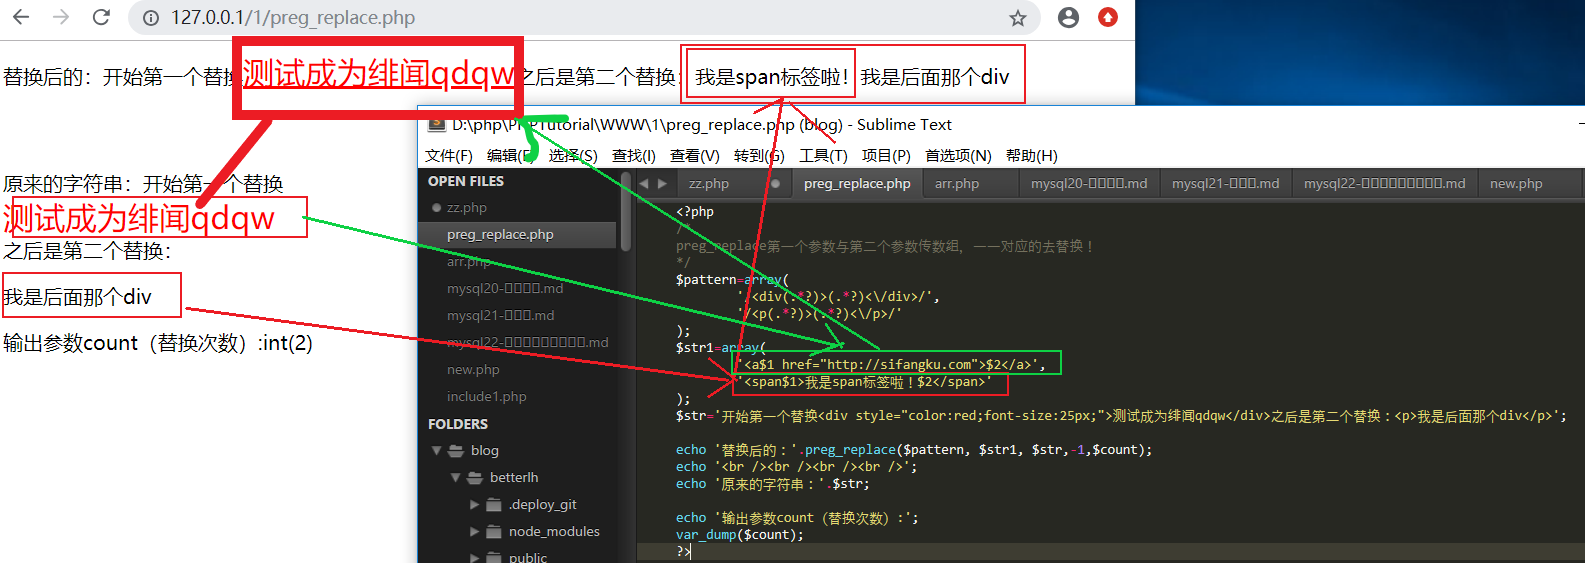 127.0.0.1/1/preg_replace.php
替换后的：开始第一个替换测试成为绯闻qdqw之后是第二个替换：我是span标签啦！我是后面那个div
原来的字符串：开始第一个替换
测试成为绯闻qdqw
之后是第二个替换：
我是后面那个div
输出参数count（替换次数）:int(2)
D:\php\PHPTutorial\WWW\1\preg_replace.php (blog) - Sublime Text
文件(F) 编辑(E) 选择(S) 查找(I) 查看(V) 转到(G) 工具(T) 项目(P) 首选项(N) 帮助(H)
OPEN FILES
zz.php
preg_replace.php
arr.php
mysql20-□□□□.md
mysql21-□□□.md
mysql22-□□□□□□□□□.md
new.php
include1.php
FOLDERS
blog
betterlh
.deploy_git
node_modules
public
zz.php preg_replace.php arr.php mysql20-□□□□.md mysql21-□□□.md mysql22-□□□□□□□□□.md new.php
<?php
/*
preg_replace第一个参数与第二个参数传数组，一一对应的去替换！
*/
$pattern=array(
'/<div(.*?)>(.*?)<\/div>/',
'/<p(.*?)>(.*?)<\/p>/'
);
$str1=array(
'<a$1 href="http://sifangku.com">$2</a>',
'<span$1>我是span标签啦！$2</span>'
);
$str='开始第一个替换<div style="color:red;font-size:25px;">测试成为绯闻qdqw</div>之后是第二个替换：<p>我是后面那个div</p>';
echo '替换后的：'.preg_replace($pattern, $str1, $str,-1,$count);
echo '<br /><br /><br /><br />';
echo '原来的字符串：'.$str;
echo '输出参数count（替换次数）:';
var_dump($count);
?>